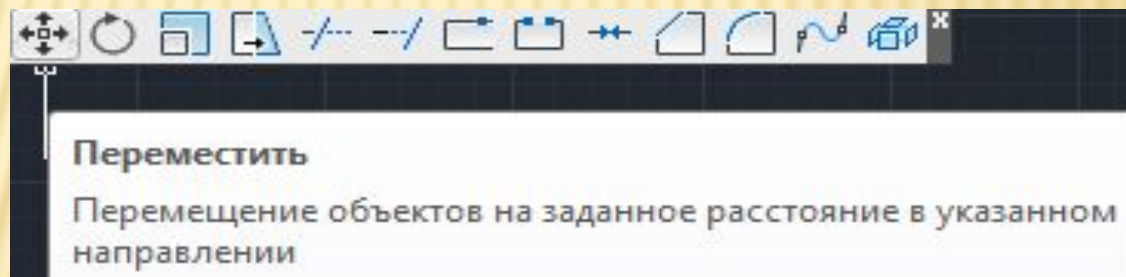 Переместить
Перемещение объектов на заданное расстояние в указанном
направлении